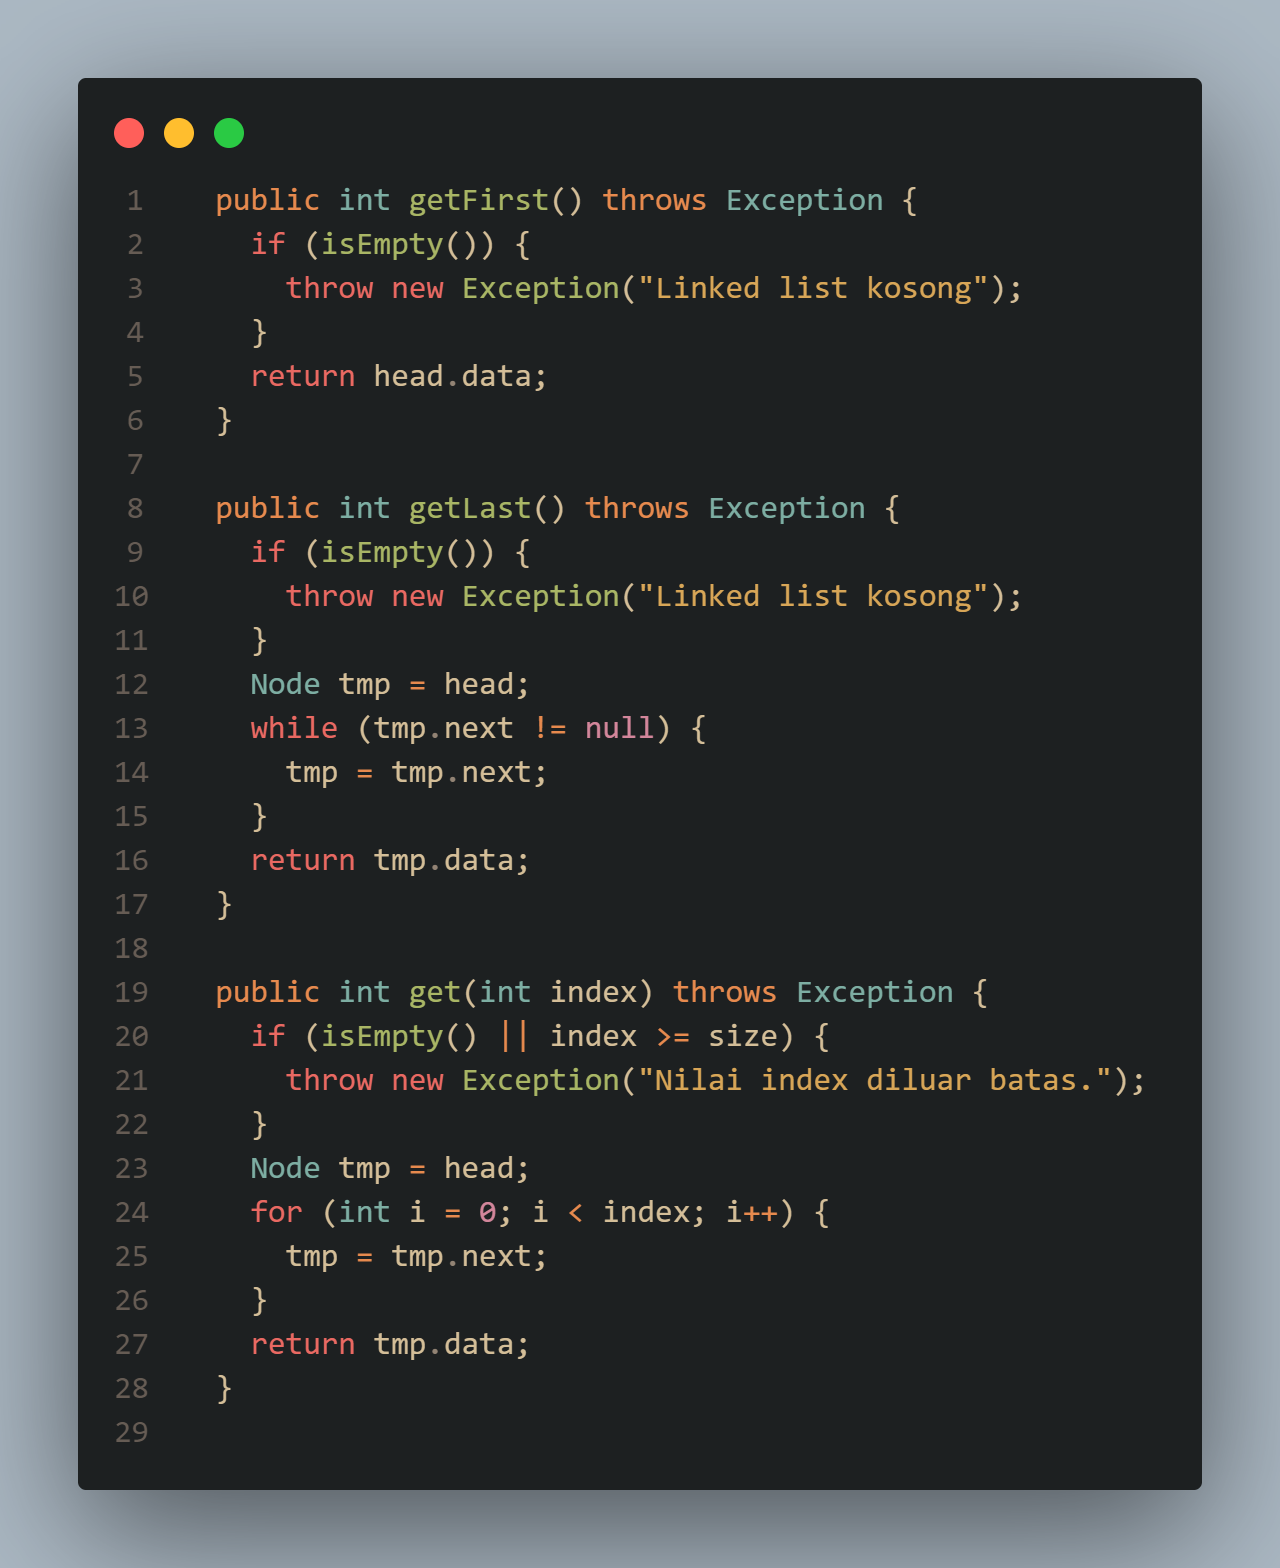 1 public int getFirst() throws Exception {
2 if (isEmpty()) {
3 throw new Exception("Linked list kosong");
4 }
5 return head.data;
6 }
7
8 public int getLast() throws Exception {
9 if (isEmpty()) {
10 throw new Exception("Linked list kosong");
11 }
12 Node tmp = head;
13 while (tmp.next != null) {
14 tmp = tmp.next;
15 }
16 return tmp.data;
17 }
18
19 public int get(int index) throws Exception {
20 if (isEmpty() || index >= size) {
21 throw new Exception("Nilai index diluar batas.");
22 }
23 Node tmp = head;
24 for (int i = 0; i < index; i++) {
25 tmp = tmp.next;
26 }
27 return tmp.data;
28 }
29